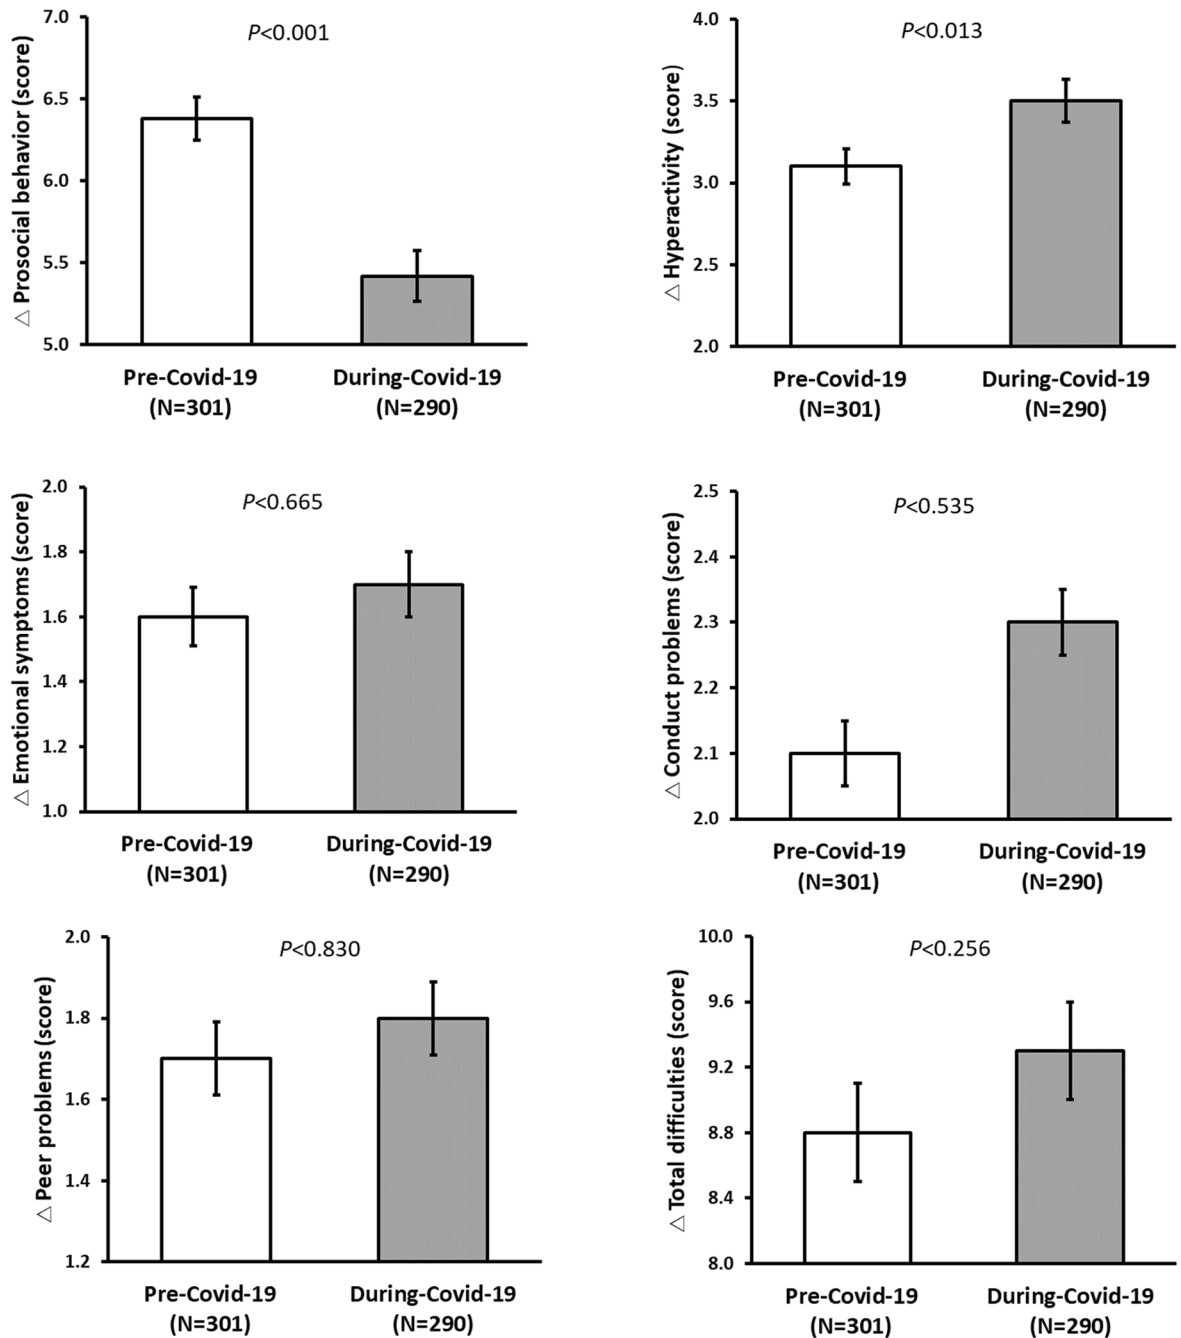 △ Prosocial behavior (score)
7.0
6.5
6.0
5.5
5.0
P<0.001
Pre-Covid-19
(N=301)
During-Covid-19
(N=290)
△ Hyperactivity (score)
4.0
3.5
3.0
2.5
2.0
P<0.013
Pre-Covid-19
(N=301)
During-Covid-19
(N=290)
△ Emotional symptoms (score)
2.0
1.8
1.6
1.4
1.2
1.0
P<0.665
Pre-Covid-19
(N=301)
During-Covid-19
(N=290)
△ Conduct problems (score)
2.5
2.4
2.3
2.2
2.1
2.0
P<0.535
Pre-Covid-19
(N=301)
During-Covid-19
(N=290)
△ Peer problems (score)
2.0
1.8
1.6
1.4
1.2
P<0.830
Pre-Covid-19
(N=301)
During-Covid-19
(N=290)
△ Total difficulties (score)
10.0
9.6
9.2
8.8
8.4
8.0
P<0.256
Pre-Covid-19
(N=301)
During-Covid-19
(N=290)